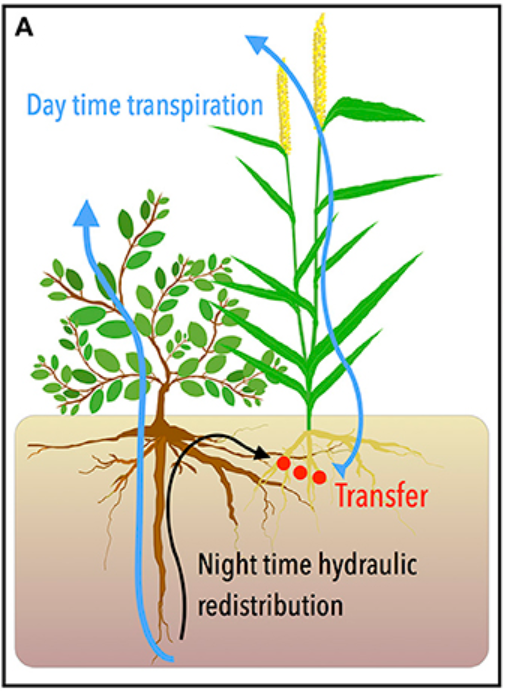 A
Day time transpiration
Transfer
Night time hydraulic
redistribution